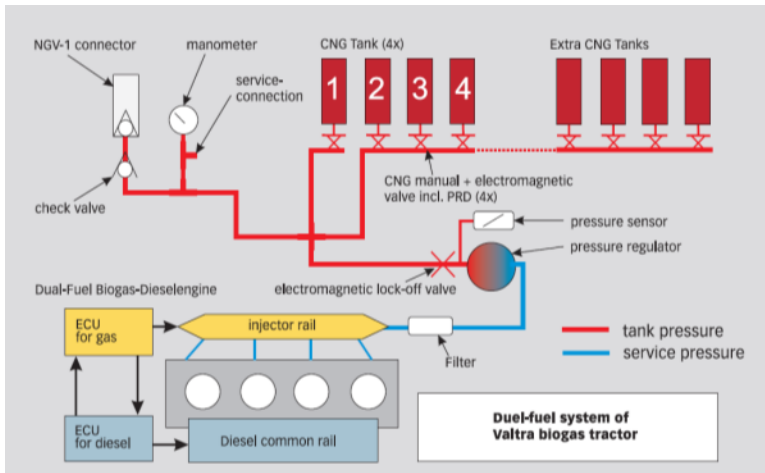 NGV-1 connector
manometer
service-
connection
check valve
CNG Tank (4x)
1
2
3
4
Extra CNG Tanks
CNG manual + electromagnetic
valve incl. PRD (4x)
pressure sensor
pressure regulator
electromagnetic lock-off valve
Dual-Fuel Biogas-Dieselengine
ECU
for gas
injector rail
Filter
tank pressure
service pressure
ECU
for diesel
Diesel common rail
Duel-fuel system of
Valtra biogas tractor